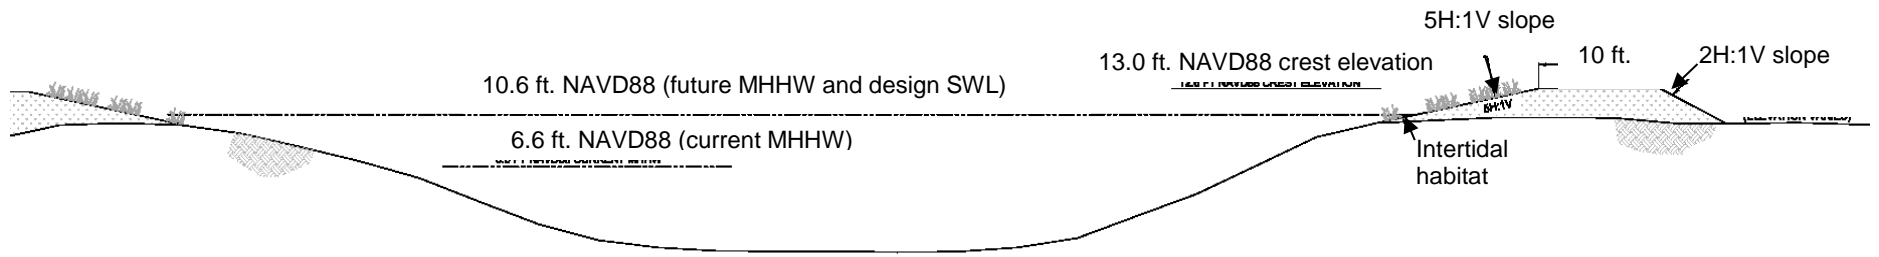 5H:1V slope
13.0 ft. NAVD88 crest elevation
10 ft.
2H:1V slope
10.6 ft. NAVD88 (future MHHW and design SWL)
5H:1V
6.6 ft. NAVD88 (current MHHW)
Intertidal
habitat